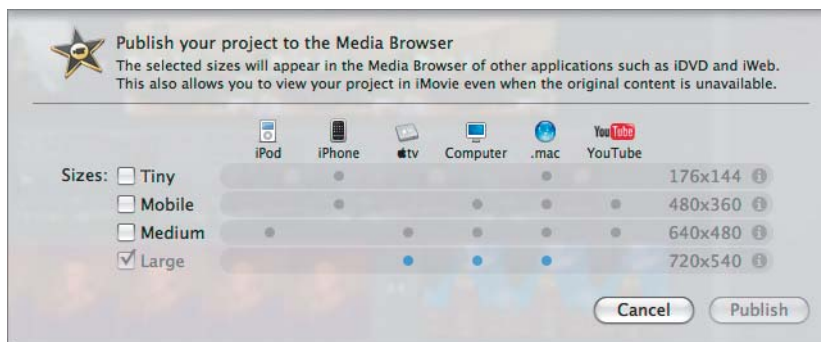 Publish your project to the Media Browser
The selected sizes will appear in the Media Browser of other applications such as iDVD and iWeb.
This also allows you to view your project in iMovie even when the original content is unavailable.
You Tube
iPod iPhone tv Computer .mac YouTube
Sizes: Tiny 176x144
Mobile 480x360
Medium 640x480
Large 720x540
Cancel Publish